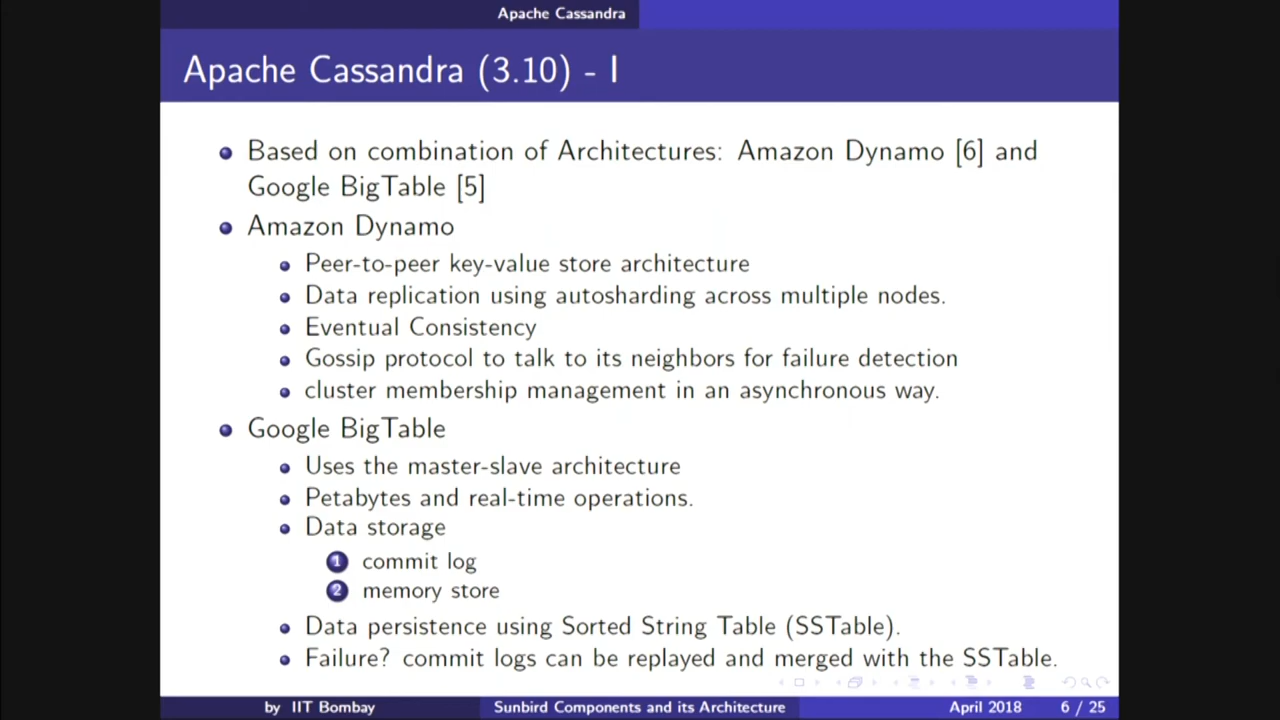 Apache Cassandra
Apache Cassandra (3.10) - I
Based on combination of Architectures: Amazon Dynamo [6] and
Google BigTable [5]
Amazon Dynamo
Peer-to-peer key-value store architecture
Data replication using autosharding across multiple nodes.
Eventual Consistency
Gossip protocol to talk to its neighbors for failure detection
cluster membership management in an asynchronous way.
Google BigTable
Uses the master-slave architecture
Petabytes and real-time operations.
Data storage
1 commit log
2 memory store
Data persistence using Sorted String Table (SSTable).
Failure? commit logs can be replayed and merged with the SSTable.
by IIT Bombay Sunbird Components and its Architecture April 2018 6 / 25